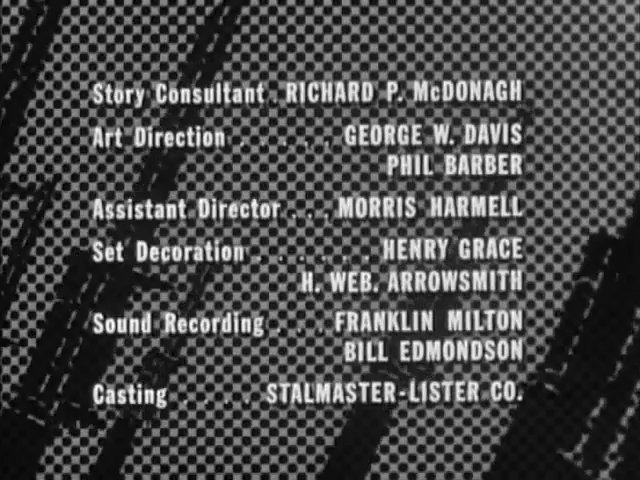 Story Consultant . RICHARD P. McDONAGH
Art Direction . . . . . GEORGE W. DAVIS
PHIL BARBER
Assistant Director . . . MORRIS HARMELL
Set Decoration . . . . . . HENRY GRACE
H. WEB. ARROWSMITH
Sound Recording . . . FRANKLIN MILTON
BILL EDMONDSON
Casting . . . . STALMASTER-LISTER CO.